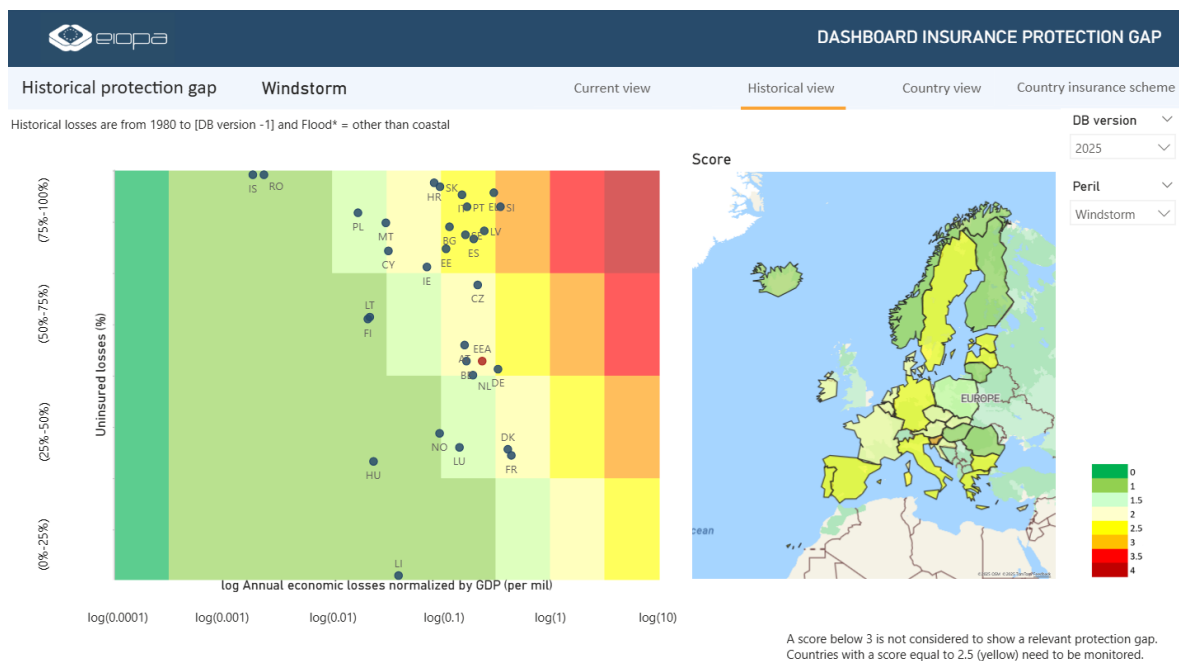 eiopa
DASHBOARD INSURANCE PROTECTION GAP
Historical protection gap
Windstorm
Current view
Historical view
Country view
Country insurance scheme
Historical losses are from 1980 to [DB version -1] and Flood* = other than coastal
DB version
2025
Peril
Windstorm
Score
Uninsured losses (%)
(75%-100%)
(50%-75%)
(25%-50%)
(0%-25%)
IS
RO
HR
SK
PT
SI
PL
MT
BG
LV
ES
CY
EE
IE
CZ
LT
FI
EEA
NL
DE
NO
LU
DK
FR
HU
LI
log Annual economic losses normalized by GDP (per mil)
log(0.0001)
log(0.001)
log(0.01)
log(0.1)
log(1)
log(10)
EUROPE
0
1
1.5
2
2.5
3
3.5
4
A score below 3 is not considered to show a relevant protection gap.
Countries with a score equal to 2.5 (yellow) need to be monitored.